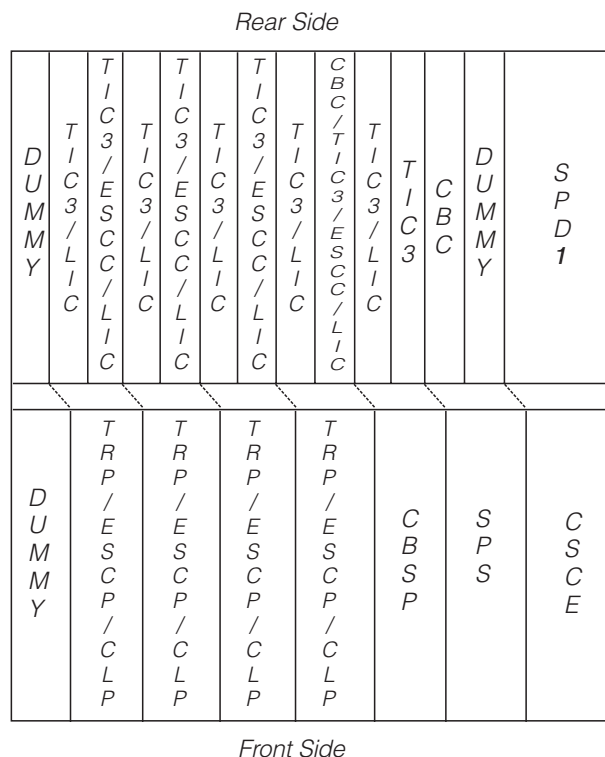 Rear Side
DUMMY
TIC3/LIC
TIC3/ESCC/LIC
TIC3/LIC
TIC3/ESCC/LIC
TIC3/LIC
TIC3/ESCC/LIC
TIC3/LIC
CBC/TIC3/ESCC/LIC
TIC3/LIC
TIC3
CBC
DUMMY
SPD1
DUMMY
TRP/ESCP/CLP
TRP/ESCP/CLP
TRP/ESCP/CLP
TRP/ESCP/CLP
CBSP
SPS
CSCE
Front Side